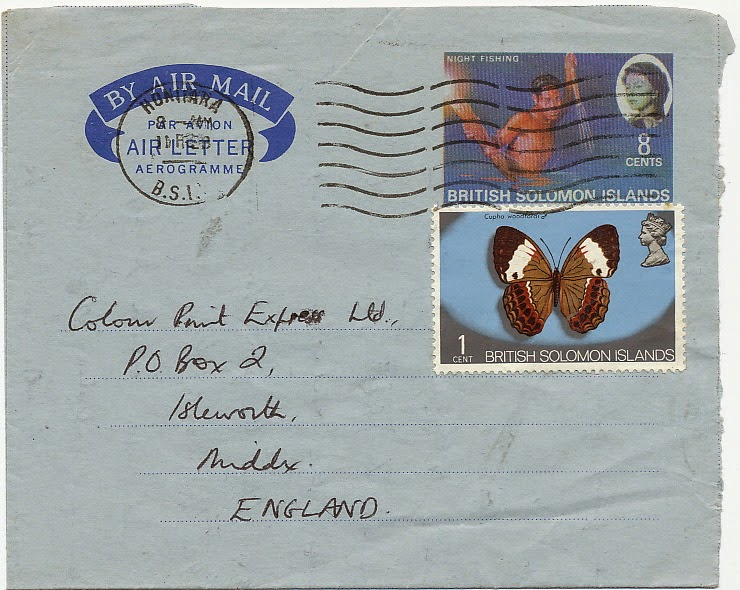 NIGHT FISHING
8
CENTS
BRITISH SOLOMON ISLANDS
BY AIR MAIL
PAR AVION
AIR LETTER
AEROGRAMME
HONIARA
B.S.I.
Cupha woodfordi ♂
1
CENT
BRITISH SOLOMON ISLANDS
Colour Print Express Ltd.,
P.O. Box 2,
Isleworth,
Middx.
ENGLAND.